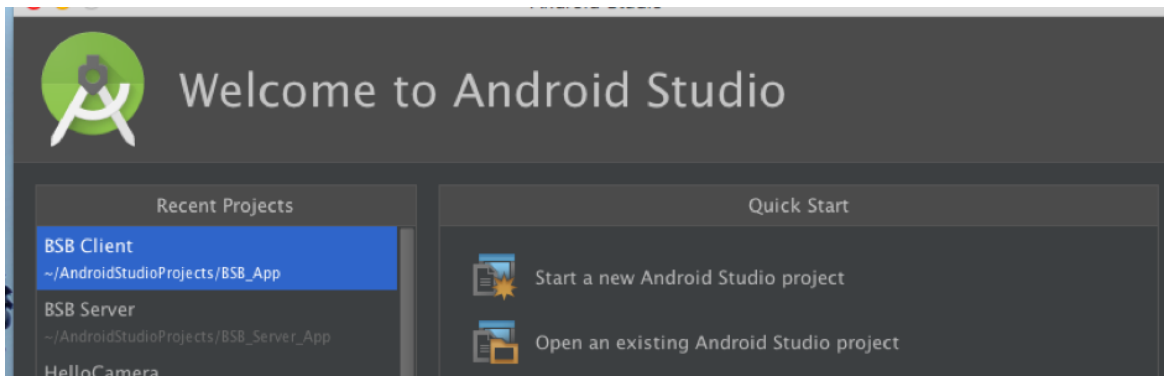 Welcome to Android Studio
Recent Projects
BSB Client
~/AndroidStudioProjects/BSB_App
BSB Server
~/AndroidStudioProjects/BSB_Server_App
HelloCamera
Quick Start
Start a new Android Studio project
Open an existing Android Studio project